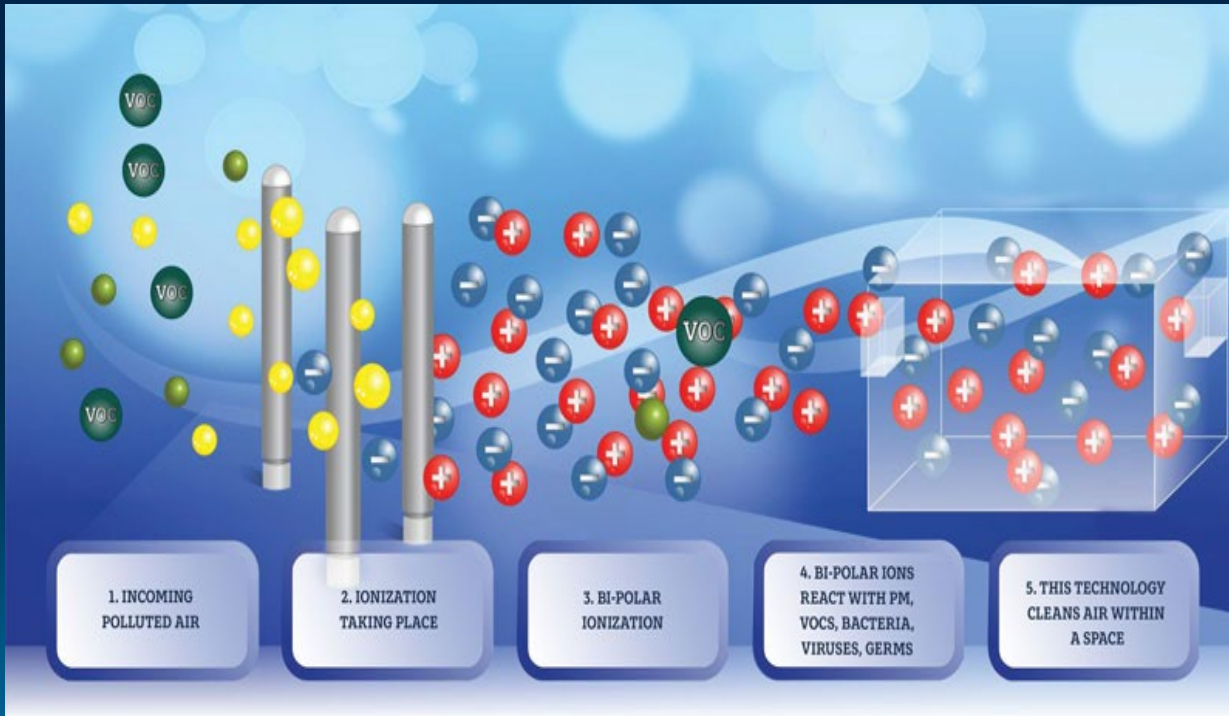 VOC
VOC
VOC
VOC
VOC
1. INCOMING
POLLUTED AIR
2. IONIZATION
TAKING PLACE
3. BI-POLAR
IONIZATION
4. BI-POLAR IONS
REACT WITH PM,
VOCS, BACTERIA,
VIRUSES, GERMS
5. THIS TECHNOLOGY
CLEANS AIR WITHIN
A SPACE